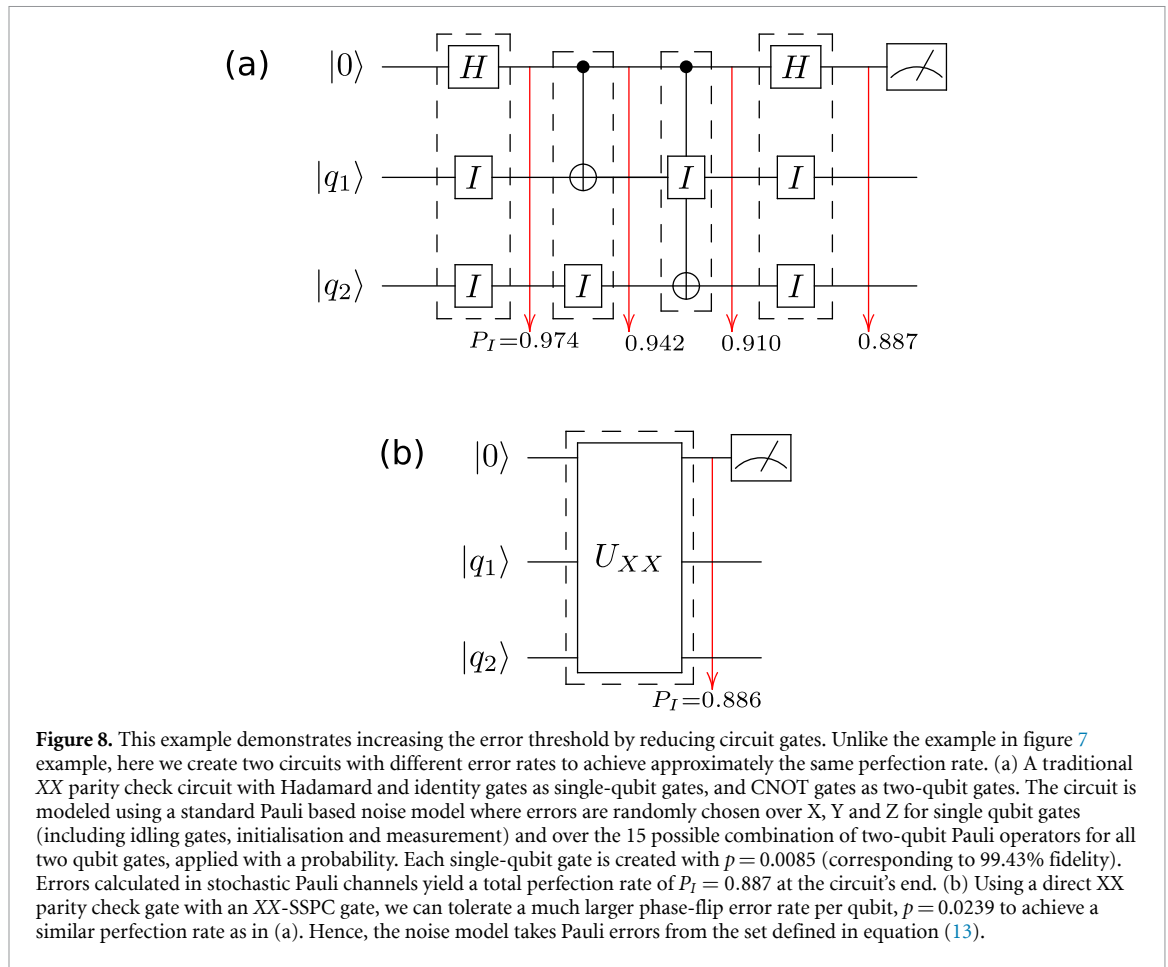 (a)
|0⟩ H H
|q1⟩ I I I
|q2⟩ I I I
P_I=0.974 0.942 0.910 0.887
(b)
|0⟩
|q1⟩ U_XX
|q2⟩
P_I=0.886
Figure 8. This example demonstrates increasing the error threshold by reducing circuit gates. Unlike the example in figure 7
example, here we create two circuits with different error rates to achieve approximately the same perfection rate. (a) A traditional
XX parity check circuit with Hadamard and identity gates as single-qubit gates, and CNOT gates as two-qubit gates. The circuit is
modeled using a standard Pauli based noise model where errors are randomly chosen over X, Y and Z for single qubit gates
(including idling gates, initialisation and measurement) and over the 15 possible combination of two-qubit Pauli operators for all
two qubit gates, applied with a probability. Each single-qubit gate is created with p = 0.0085 (corresponding to 99.43% fidelity).
Errors calculated in stochastic Pauli channels yield a total perfection rate of P_I = 0.887 at the circuit's end. (b) Using a direct XX
parity check gate with an XX-SSPC gate, we can tolerate a much larger phase-flip error rate per qubit, p = 0.0239 to achieve a
similar perfection rate as in (a). Hence, the noise model takes Pauli errors from the set defined in equation (13).